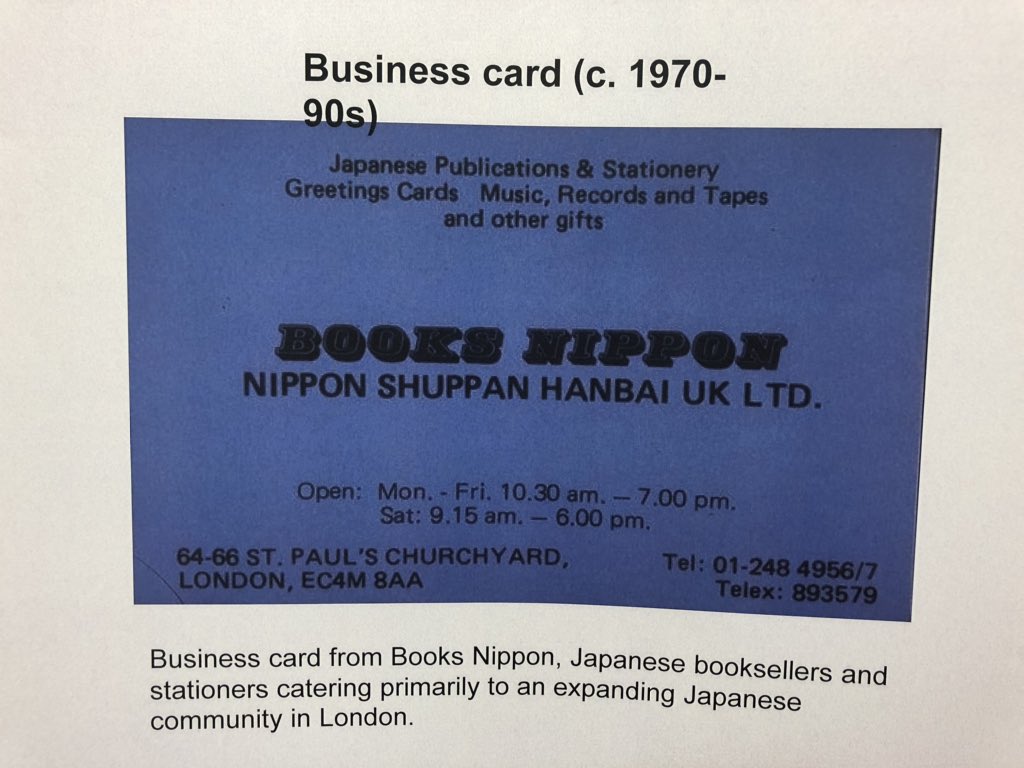 Business card (c. 1970-
90s)
Japanese Publications & Stationery
Greetings Cards Music, Records and Tapes
and other gifts
BOOKS NIPPON
NIPPON SHUPPAN HANBAI UK LTD.
Open: Mon. - Fri. 10.30 am. — 7.00 pm.
Sat: 9.15 am. — 6.00 pm.
64-66 ST. PAUL'S CHURCHYARD,
LONDON, EC4M 8AA
Tel: 01-248 4956/7
Telex: 893579
Business card from Books Nippon, Japanese booksellers and
stationers catering primarily to an expanding Japanese
community in London.